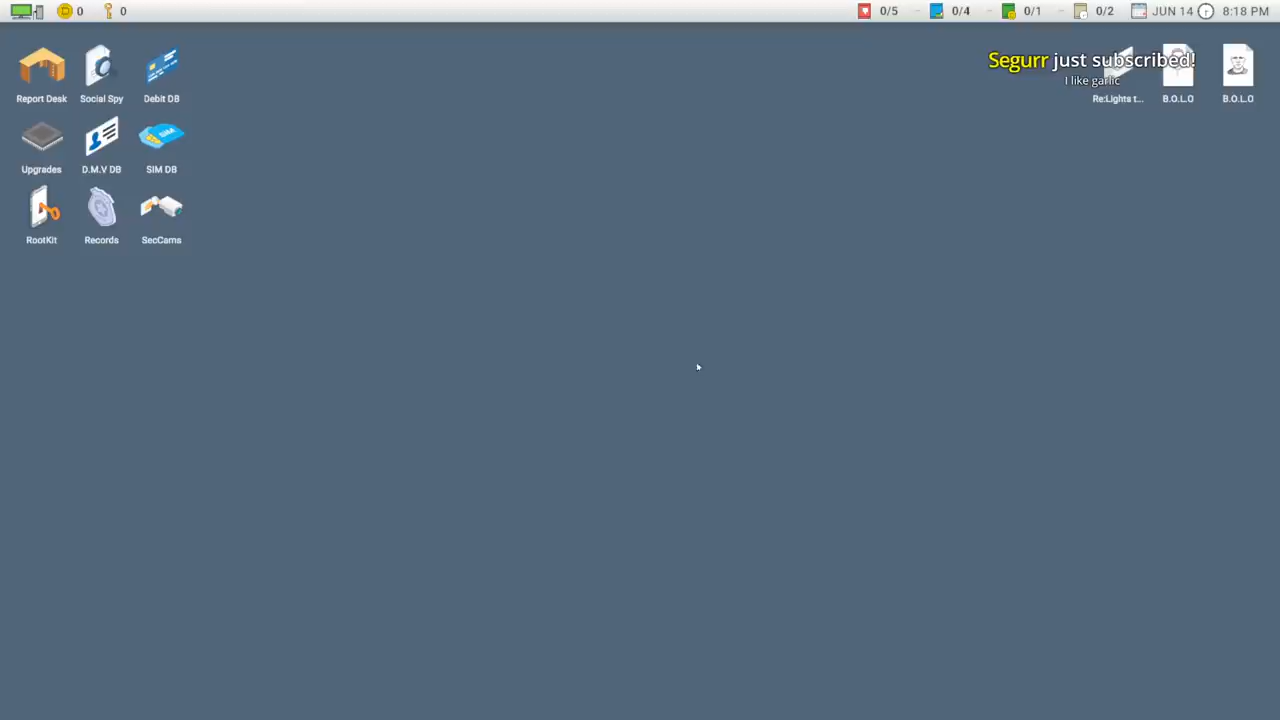 0 0 0/5 0/4 0/1 0/2 JUN 14 8:18 PM
Segurr just subscribed!
I like garlic
Report Desk Social Spy Debit DB Re:Lights t... B.O.L.O B.O.L.O
Upgrades D.M.V DB SIM DB
RootKit Records SecCams